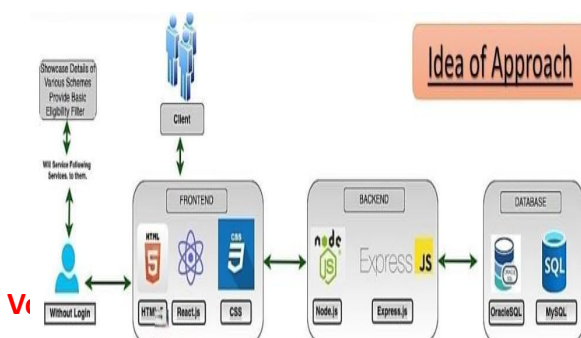 Idea of Approach
Showcase Details of
Various Schemes
Provide Basic
Eligibility Filter
Client
Will Service Following
Services. to them.
FRONTEND
BACKEND
DATABASE
HTML
5
CSS
3
node
JS
Express
JS
SQL
Without Login
React.js
CSS
Node.js
Express.js
OracleSQL
MySQL